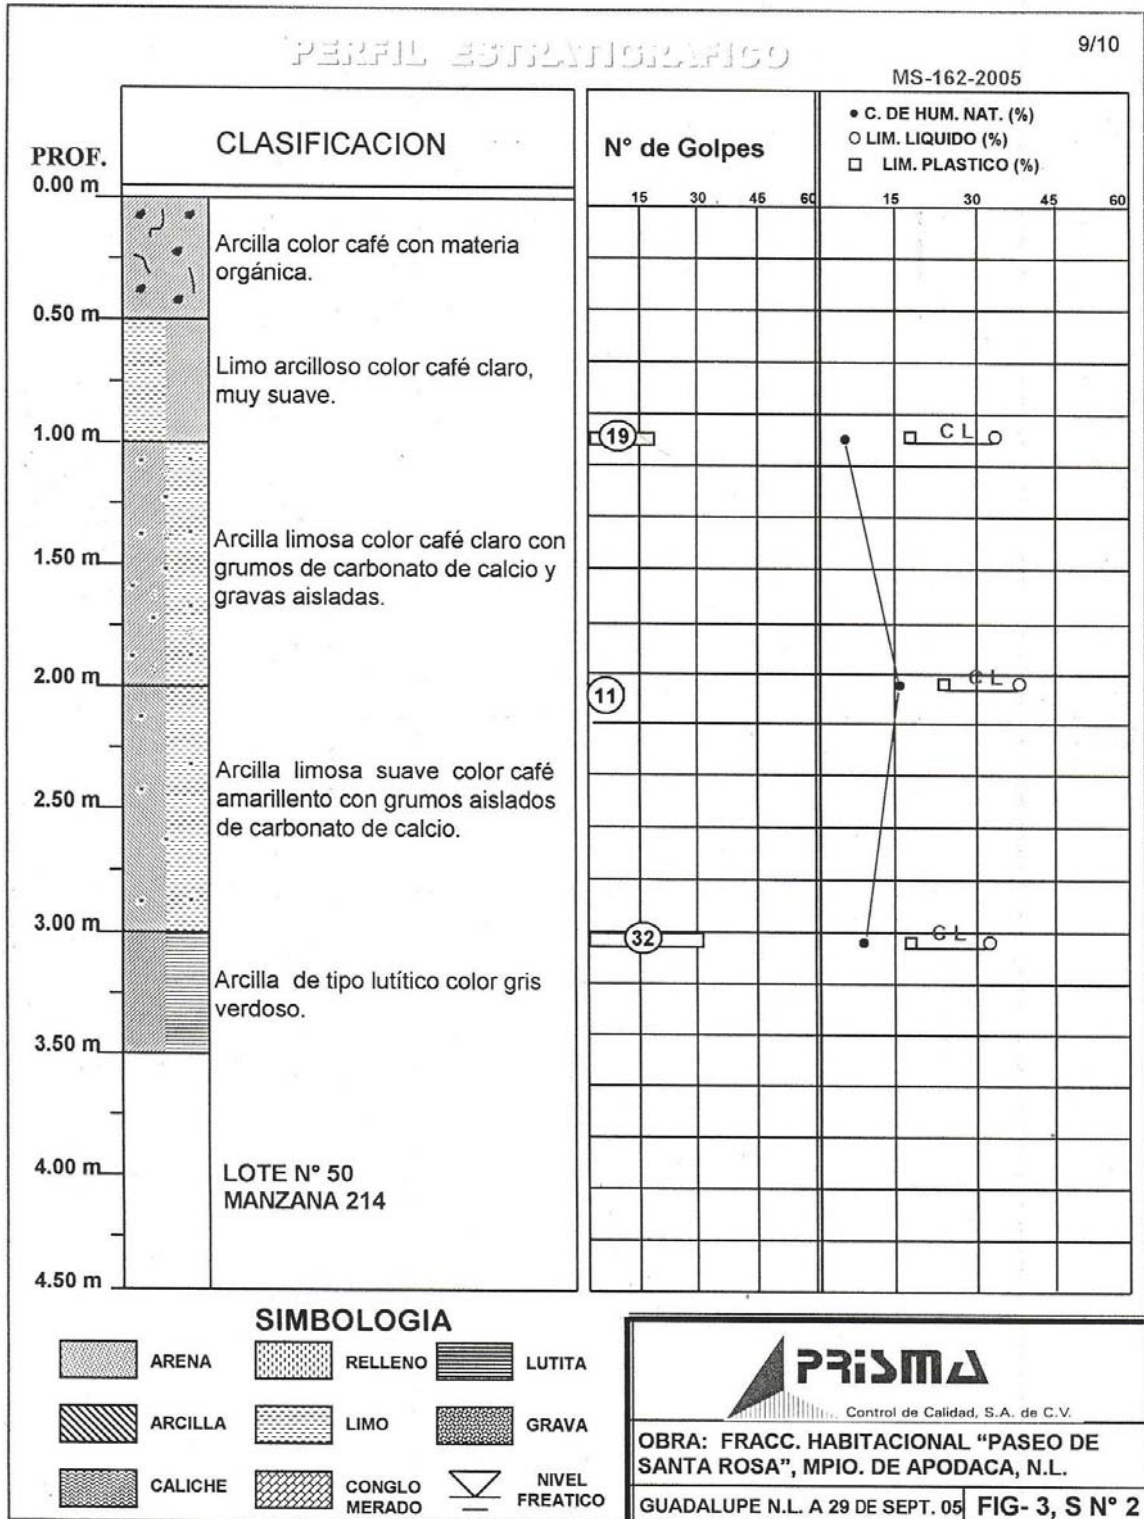 PERFIL ESTRATIGRAFICO
9/10
MS-162-2005
PROF.
CLASIFICACION
N° de Golpes
C. DE HUM. NAT. (%)
LIM. LIQUIDO (%)
LIM. PLASTICO (%)
0.00 m
15 30 45 60 15 30 45 60
Arcilla color café con materia
orgánica.
0.50 m
Limo arcilloso color café claro,
muy suave.
1.00 m
19
C L
Arcilla limosa color café claro con
1.50 m
grumos de carbonato de calcio y
gravas aisladas.
2.00 m
11
C L
Arcilla limosa suave color café
2.50 m
amarillento con grumos aislados
de carbonato de calcio.
3.00 m
32
C L
Arcilla de tipo lutítico color gris
verdoso.
3.50 m
4.00 m
LOTE N° 50
MANZANA 214
4.50 m
SIMBOLOGIA
ARENA
RELLENO
LUTITA
ARCILLA
LIMO
GRAVA
CALICHE
CONGLO
MERADO
NIVEL
FREATICO
PRISMA
Control de Calidad, S.A. de C.V.
OBRA: FRACC. HABITACIONAL “PASEO DE
SANTA ROSA”, MPIO. DE APODACA, N.L.
GUADALUPE N.L. A 29 DE SEPT. 05
FIG- 3, S N° 2